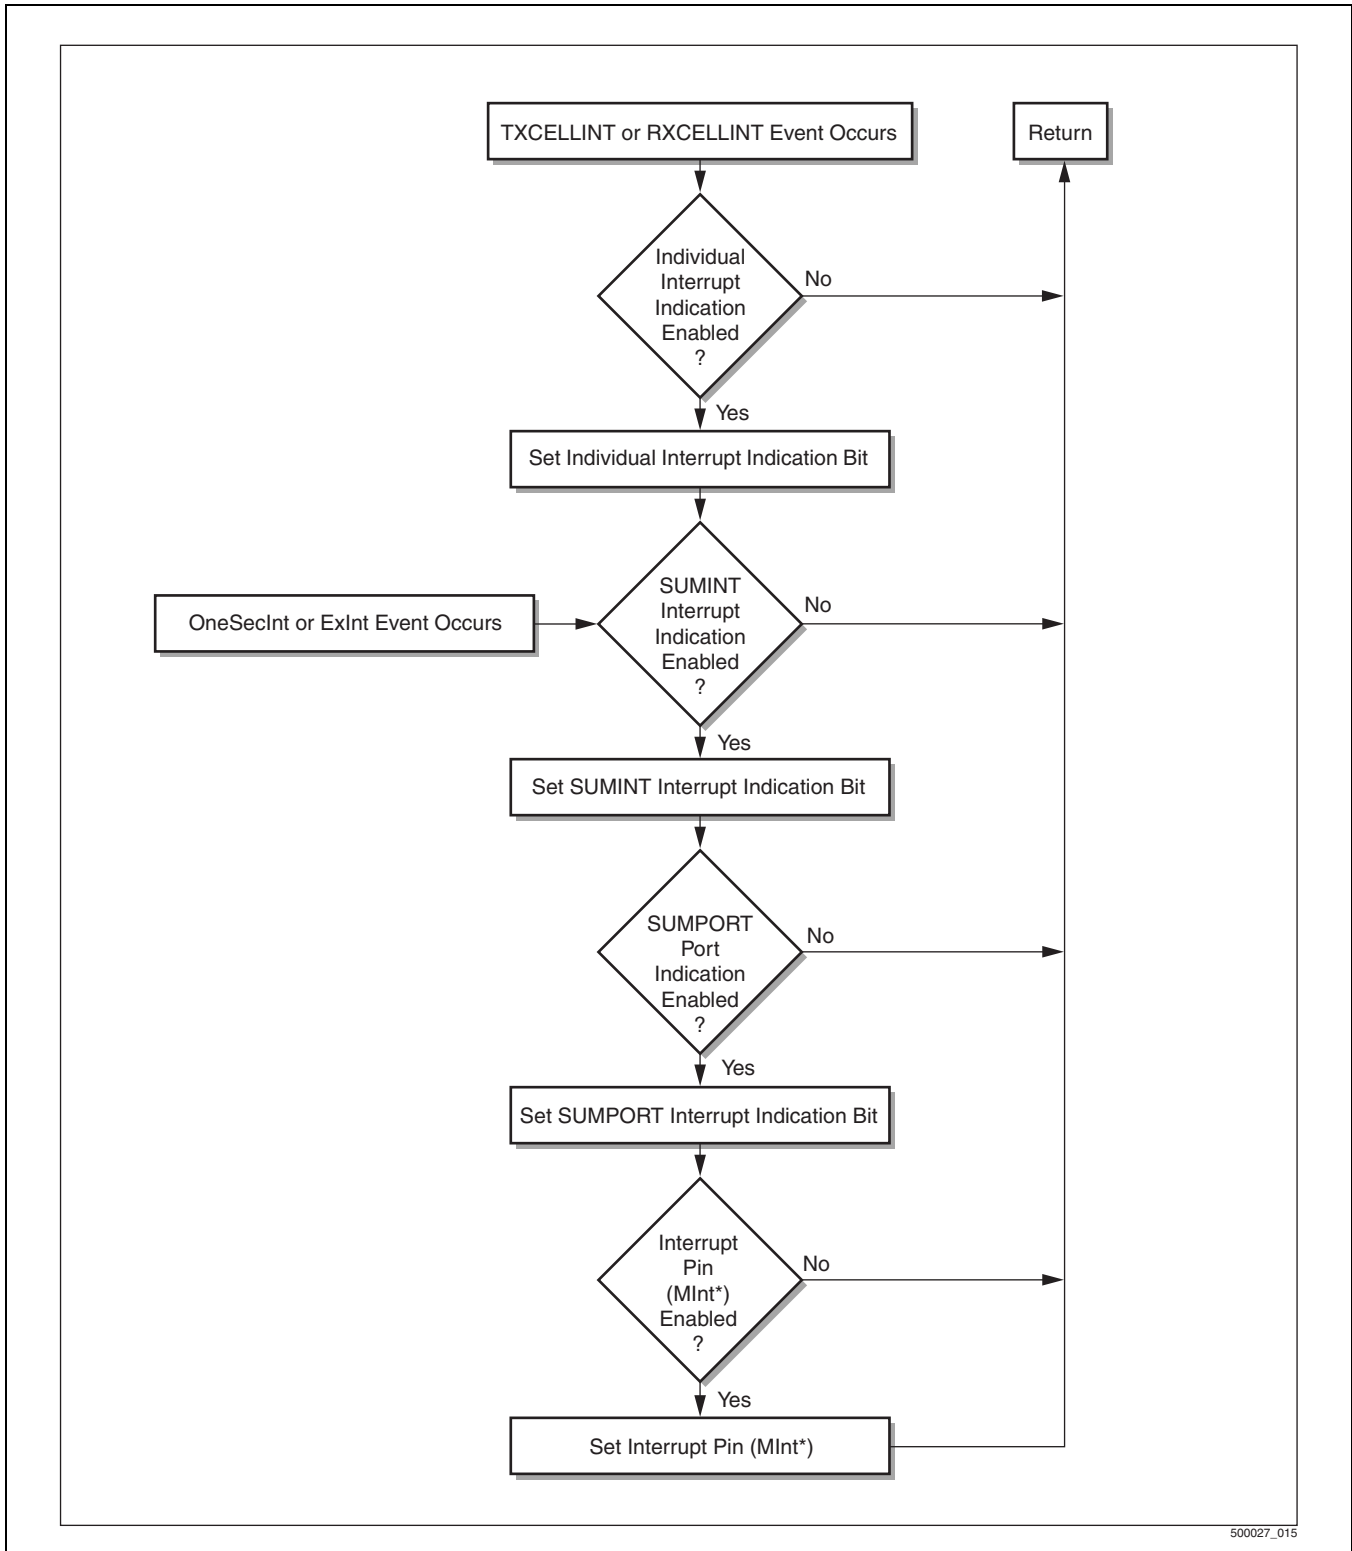 TXCELLINT or RXCELLINT Event Occurs
Return
Individual
Interrupt
Indication
Enabled
?
No
Yes
Set Individual Interrupt Indication Bit
SUMINT
Interrupt
Indication
Enabled
?
No
OneSecInt or ExInt Event Occurs
Yes
Set SUMINT Interrupt Indication Bit
SUMPORT
Port
Indication
Enabled
?
No
Yes
Set SUMPORT Interrupt Indication Bit
Interrupt
Pin
(MInt*)
Enabled
?
No
Yes
Set Interrupt Pin (MInt*)
500027_015